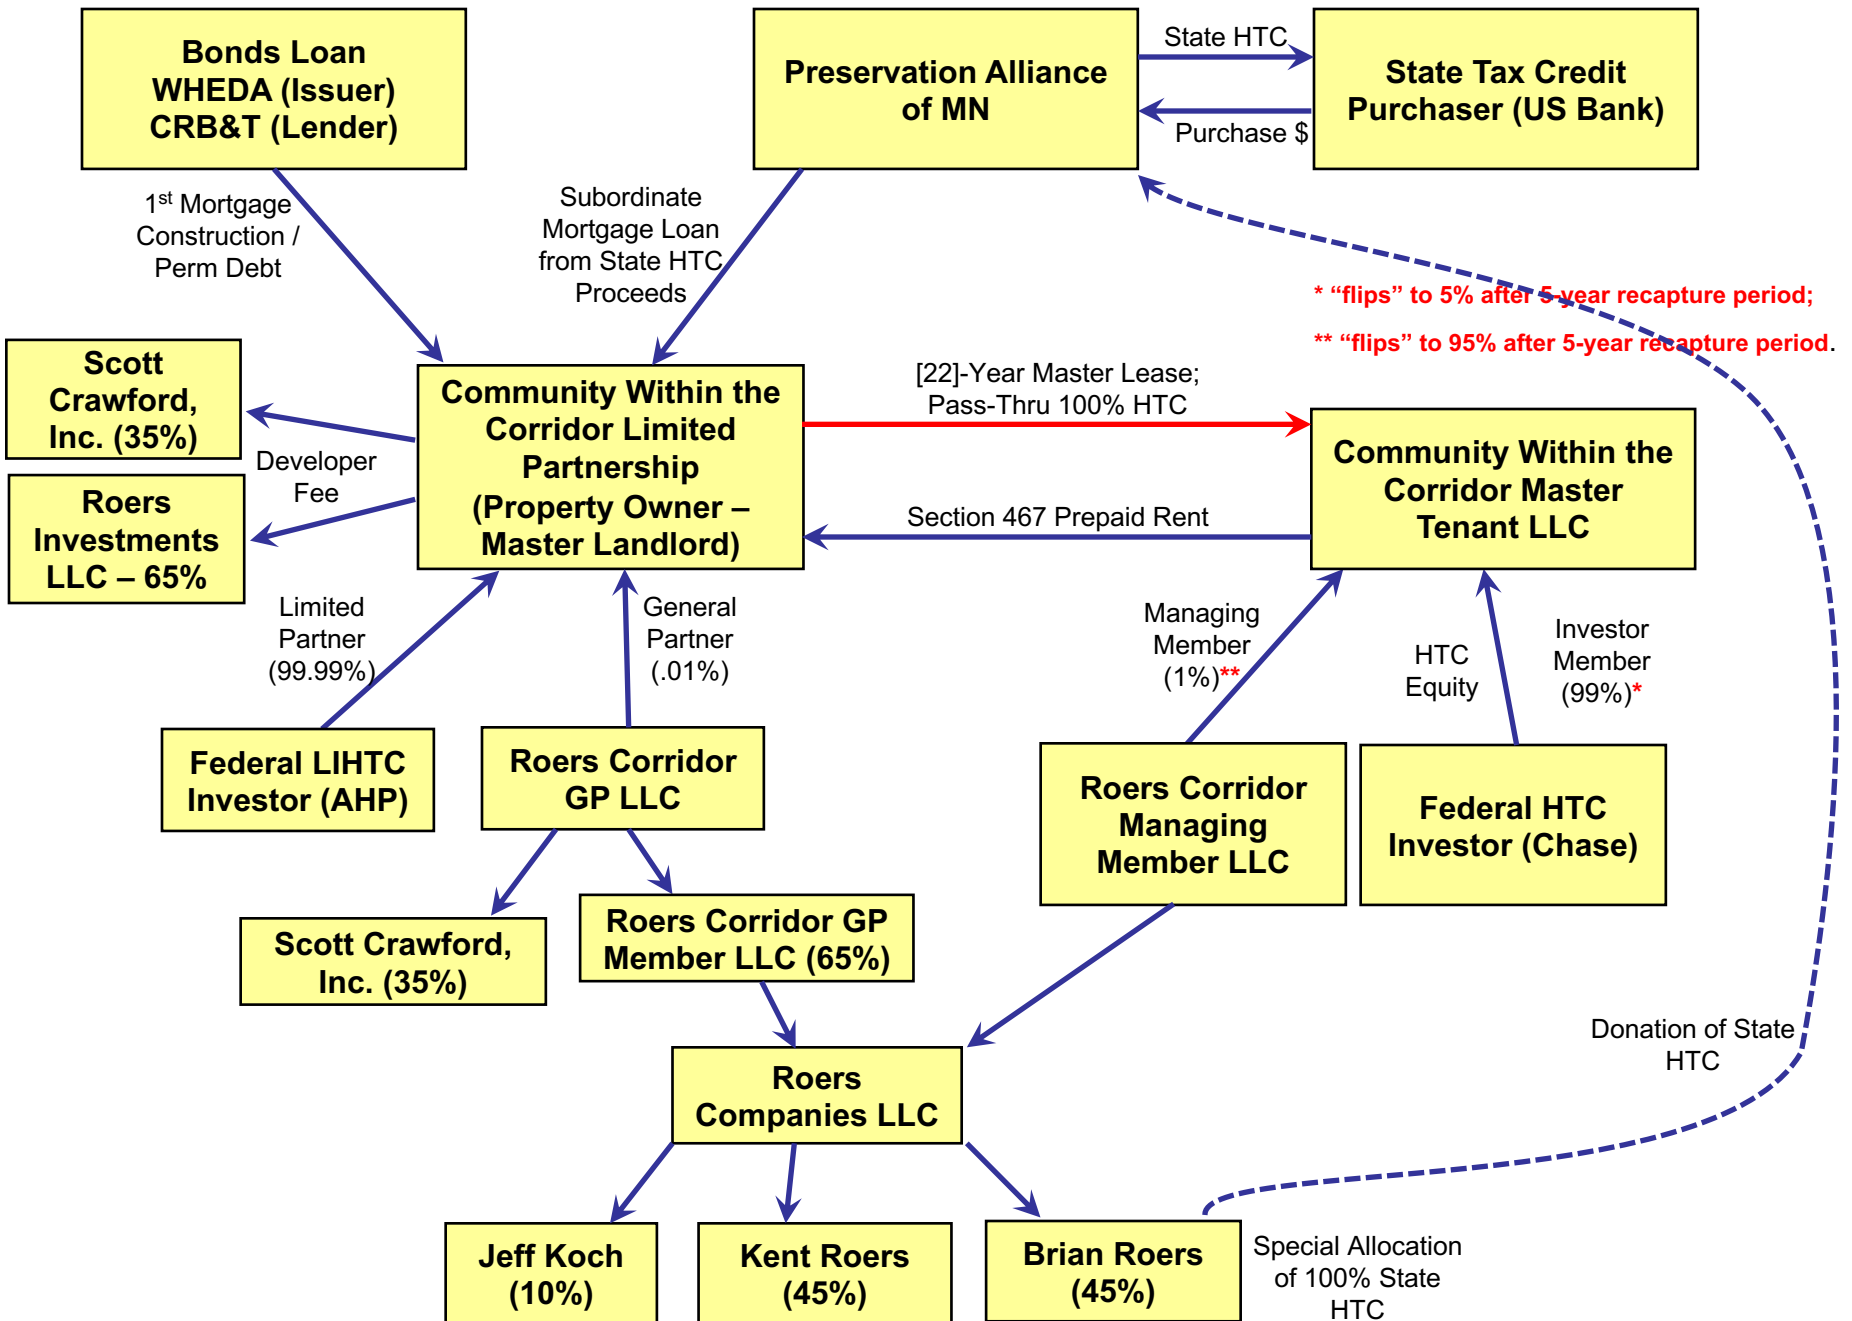 Bonds Loan
WHEDA (Issuer)
CRB&T (Lender)
Preservation Alliance
of MN
State HTC
Purchase $
State Tax Credit
Purchaser (US Bank)
1st Mortgage
Construction /
Perm Debt
Subordinate
Mortgage Loan
from State HTC
Proceeds
* “flips” to 5% after 5-year recapture period;
** “flips” to 95% after 5-year recapture period.
Scott
Crawford,
Inc. (35%)
Developer
Fee
Roers
Investments
LLC – 65%
Community Within the
Corridor Limited
Partnership
(Property Owner –
Master Landlord)
[22]-Year Master Lease;
Pass-Thru 100% HTC
Section 467 Prepaid Rent
Community Within the
Corridor Master
Tenant LLC
Limited
Partner
(99.99%)
General
Partner
(.01%)
Managing
Member
(1%)**
HTC
Equity
Investor
Member
(99%)*
Federal LIHTC
Investor (AHP)
Roers Corridor
GP LLC
Roers Corridor
Managing
Member LLC
Federal HTC
Investor (Chase)
Scott Crawford,
Inc. (35%)
Roers Corridor GP
Member LLC (65%)
Roers
Companies LLC
Donation of State
HTC
Jeff Koch
(10%)
Kent Roers
(45%)
Brian Roers
(45%)
Special Allocation
of 100% State
HTC